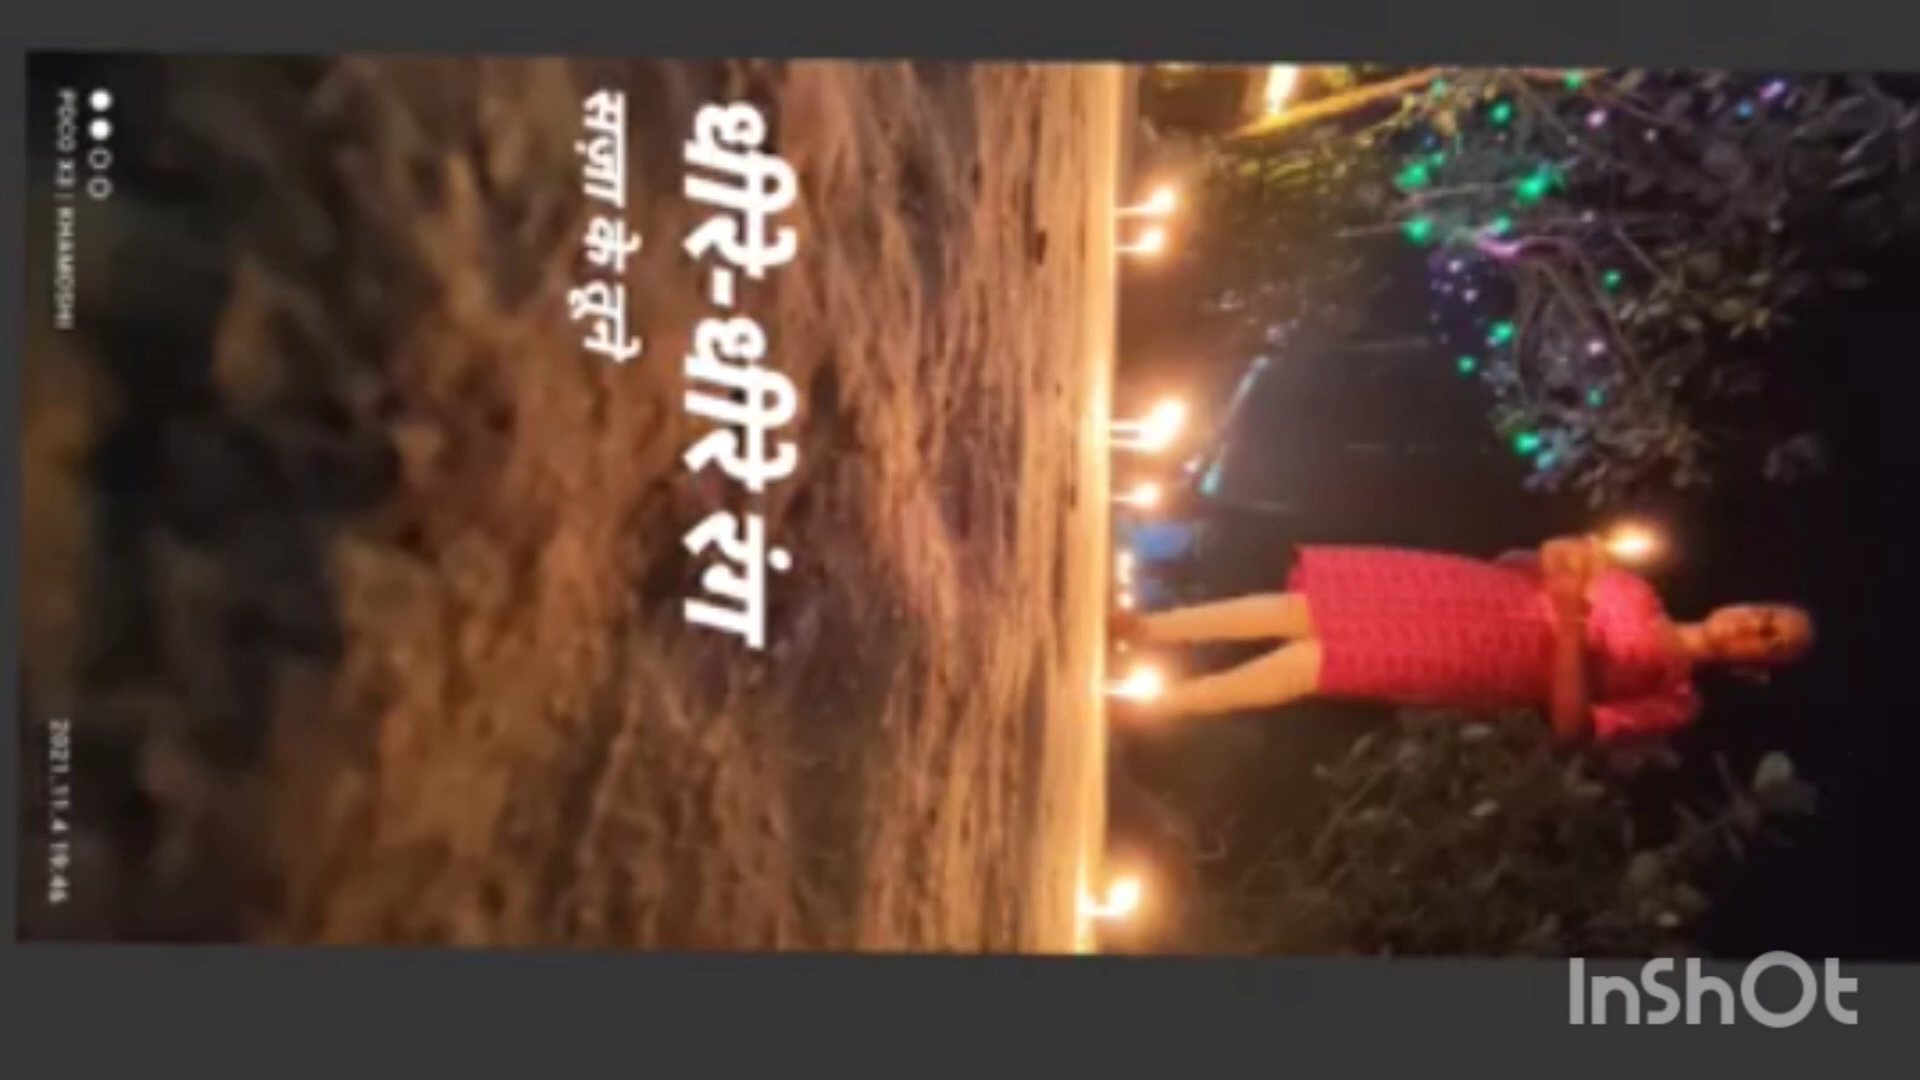 धीरे-धीरे रंग
सज़ा के तूने
POCO X3 | KHAMOSHI
2021.11.4 19:46
InShOt